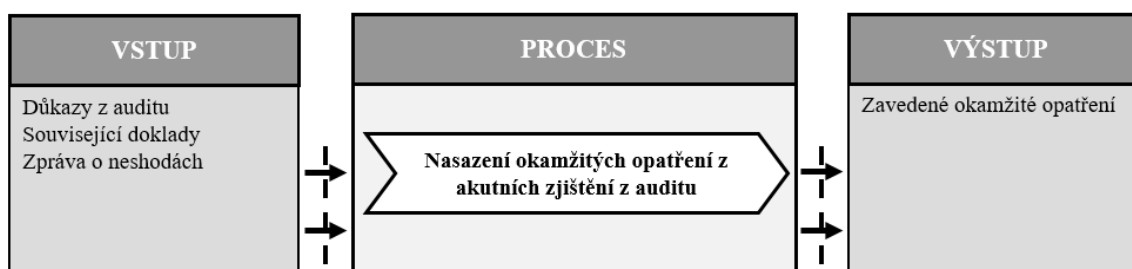 VSTUP
Důkazy z auditu
Související doklady
Zpráva o neshodách
PROCES
Nasazení okamžitých opatření z
akutních zjištění z auditu
VÝSTUP
Zavedené okamžité opatření